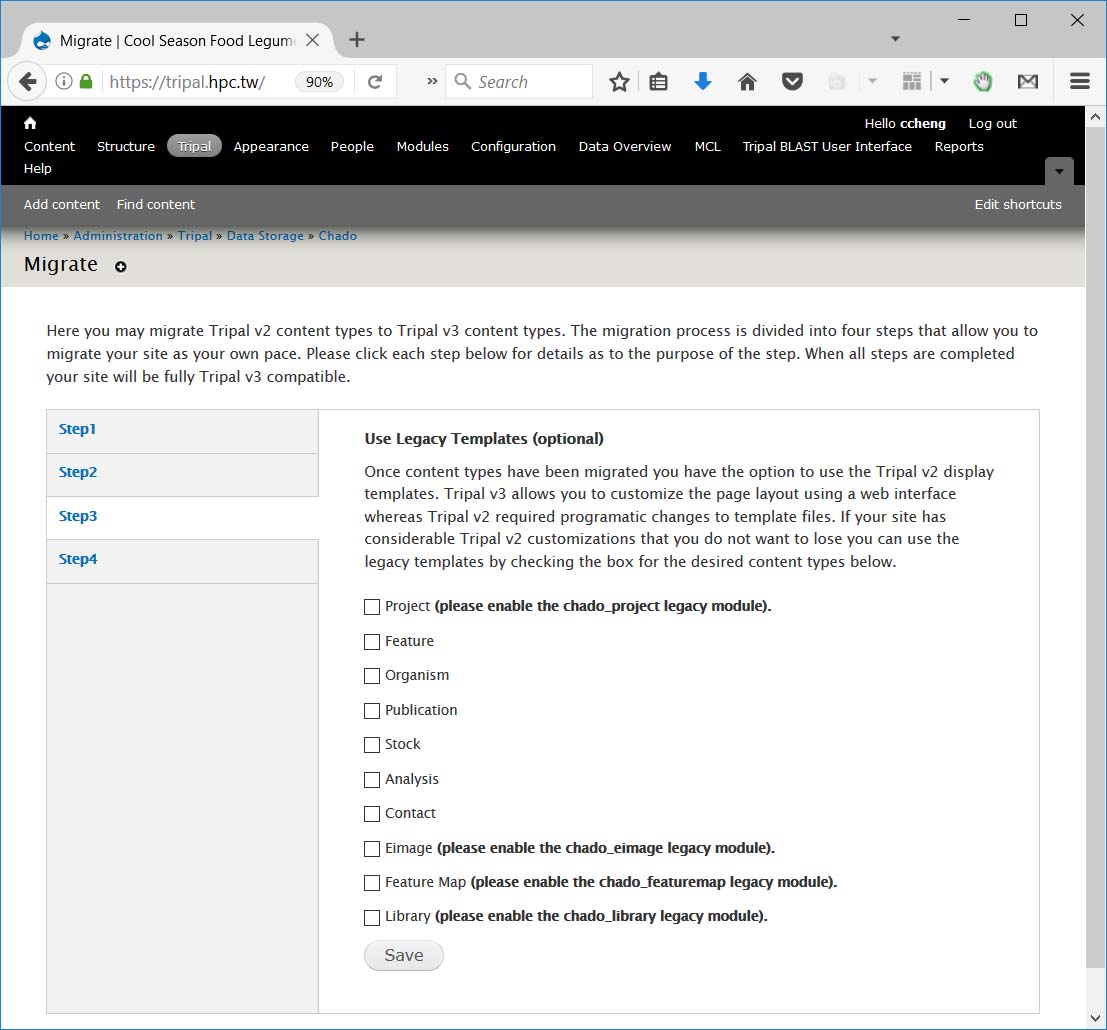 Migrate | Cool Season Food Legum
https://tripal.hpc.tw/ 90% » Search
Hello ccheng Log out
Content Structure Tripal Appearance People Modules Configuration Data Overview MCL Tripal BLAST User Interface Reports
Help
Add content Find content Edit shortcuts
Home » Administration » Tripal » Data Storage » Chado
Migrate
Here you may migrate Tripal v2 content types to Tripal v3 content types. The migration process is divided into four steps that allow you to
migrate your site as your own pace. Please click each step below for details as to the purpose of the step. When all steps are completed
your site will be fully Tripal v3 compatible.
Step1
Step2
Step3
Step4
Use Legacy Templates (optional)
Once content types have been migrated you have the option to use the Tripal v2 display
templates. Tripal v3 allows you to customize the page layout using a web interface
whereas Tripal v2 required programatic changes to template files. If your site has
considerable Tripal v2 customizations that you do not want to lose you can use the
legacy templates by checking the box for the desired content types below.
Project (please enable the chado_project legacy module).
Feature
Organism
Publication
Stock
Analysis
Contact
Eimage (please enable the chado_eimage legacy module).
Feature Map (please enable the chado_featuremap legacy module).
Library (please enable the chado_library legacy module).
Save